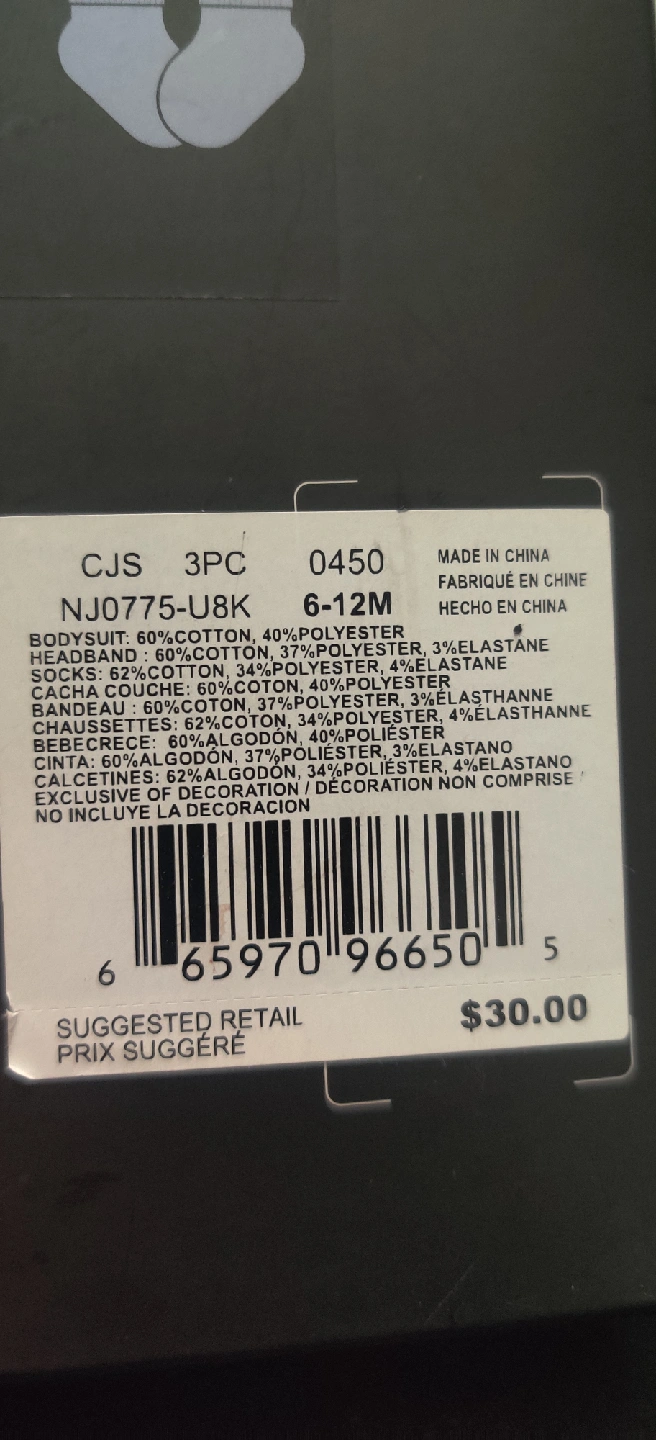 CJS 3PC 0450
NJ0775-U8K 6-12M
MADE IN CHINA
FABRIQUÉ EN CHINE
HECHO EN CHINA
BODYSUIT: 60%COTTON, 40%POLYESTER
HEADBAND : 60%COTTON, 37%POLYESTER, 3%ELASTANE
SOCKS: 62%COTTON, 34%POLYESTER, 4%ELASTANE
CACHA COUCHE: 60%COTON, 40%POLYESTER
BANDEAU : 60%COTON, 37%POLYESTER, 3%ÉLASTHANNE
CHAUSSETTES: 62%COTON, 34%POLYESTER, 4%ÉLASTHANNE
BEBECRECE: 60%ALGODÓN, 40%POLIÉSTER
CINTA: 60%ALGODÓN, 37%POLIÉSTER, 3%ELASTANO
CALCETINES: 62%ALGODÓN, 34%POLIÉSTER, 4%ELASTANO
EXCLUSIVE OF DECORATION / DÉCORATION NON COMPRISE
NO INCLUYE LA DECORACION
6 65970 96650 5
SUGGESTED RETAIL
PRIX SUGGÉRÉ
$30.00